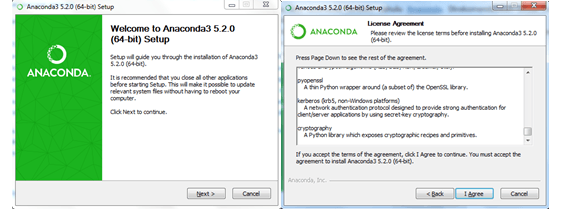 Anaconda3 5.2.0 (64-bit) Setup
Welcome to Anaconda3 5.2.0
(64-bit) Setup
Setup will guide you through the installation of Anaconda3
5.2.0 (64-bit).
It is recommended that you close all other applications
before starting Setup. This will make it possible to update
relevant system files without having to reboot your
computer.
Click Next to continue.
ANACONDA
Next >
Cancel
Anaconda3 5.2.0 (64-bit) Setup
ANACONDA
License Agreement
Please review the license terms before installing Anaconda3
5.2.0 (64-bit).
Press Page Down to see the rest of the agreement.
pyopenssl
A thin Python wrapper around (a subset of) the OpenSSL library.
kerberos (krb5, non-Windows platforms)
A network authentication protocol designed to provide strong authentication for
client/server applications by using secret-key cryptography.
cryptography
A Python library which exposes cryptographic recipes and primitives.
If you accept the terms of the agreement, click I Agree to continue. You must accept the
agreement to install Anaconda3 5.2.0 (64-bit).
Anaconda, Inc.
< Back
I Agree
Cancel